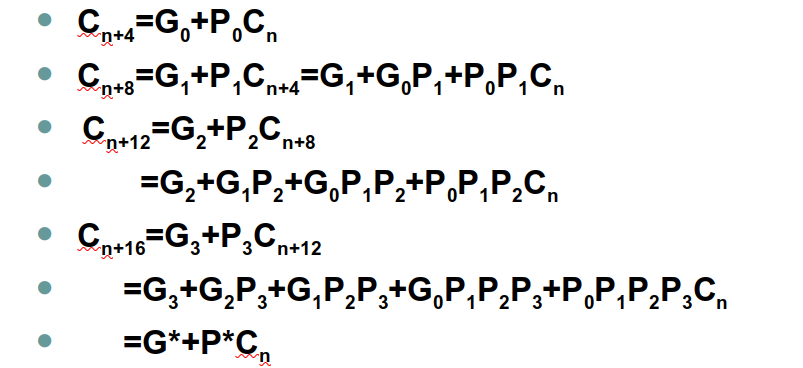 • Cₙ₊₄=G₀+P₀Cₙ
• Cₙ₊₈=G₁+P₁Cₙ₊₄=G₁+G₀P₁+P₀P₁Cₙ
• Cₙ₊₁₂=G₂+P₂Cₙ₊₈
• =G₂+G₁P₂+G₀P₁P₂+P₀P₁P₂Cₙ
• Cₙ₊₁₆=G₃+P₃Cₙ₊₁₂
• =G₃+G₂P₃+G₁P₂P₃+G₀P₁P₂P₃+P₀P₁P₂P₃Cₙ
• =G*+P*Cₙ